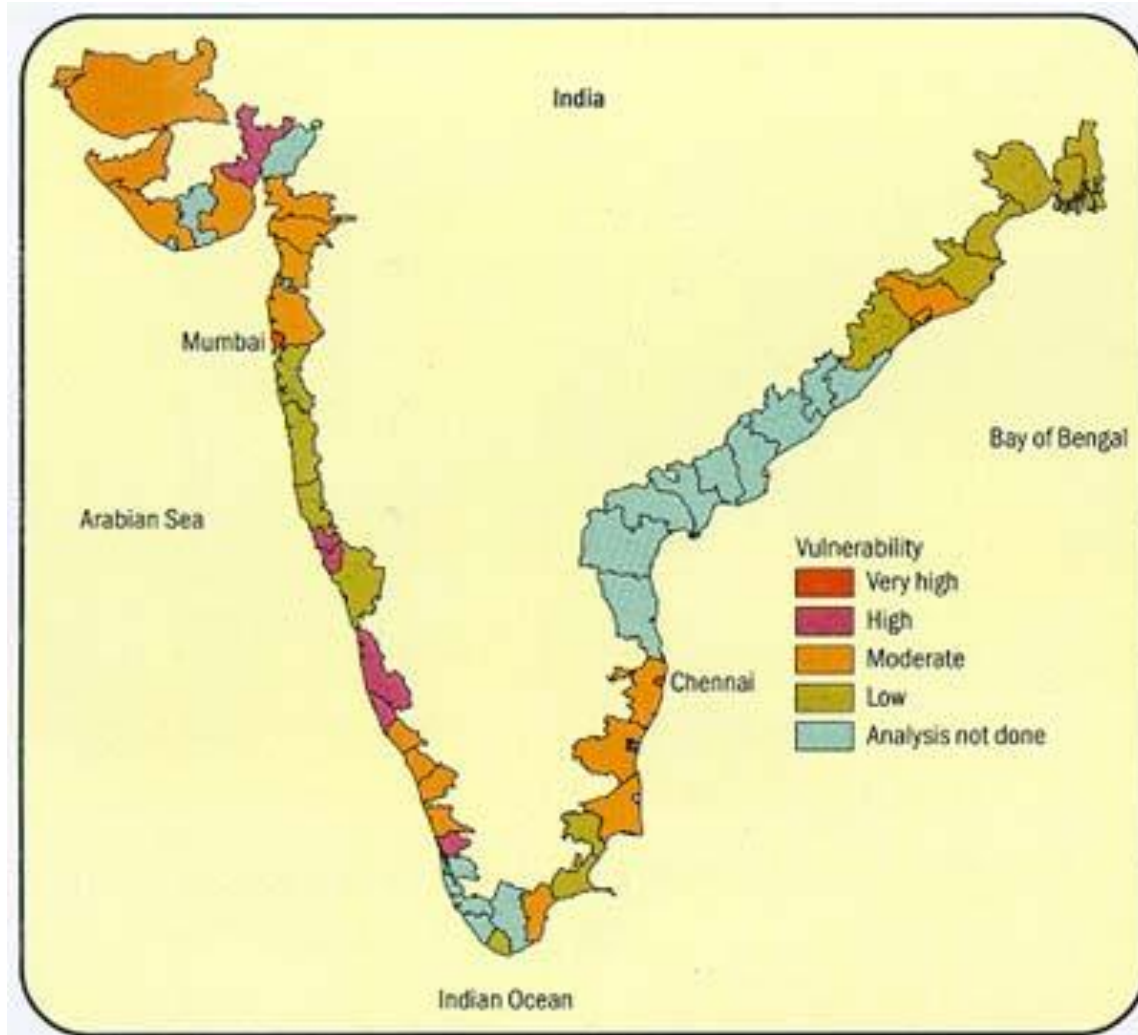 India
Mumbai
Arabian Sea
Bay of Bengal
Vulnerability
Very high
High
Moderate
Low
Analysis not done
Chennai
Indian Ocean